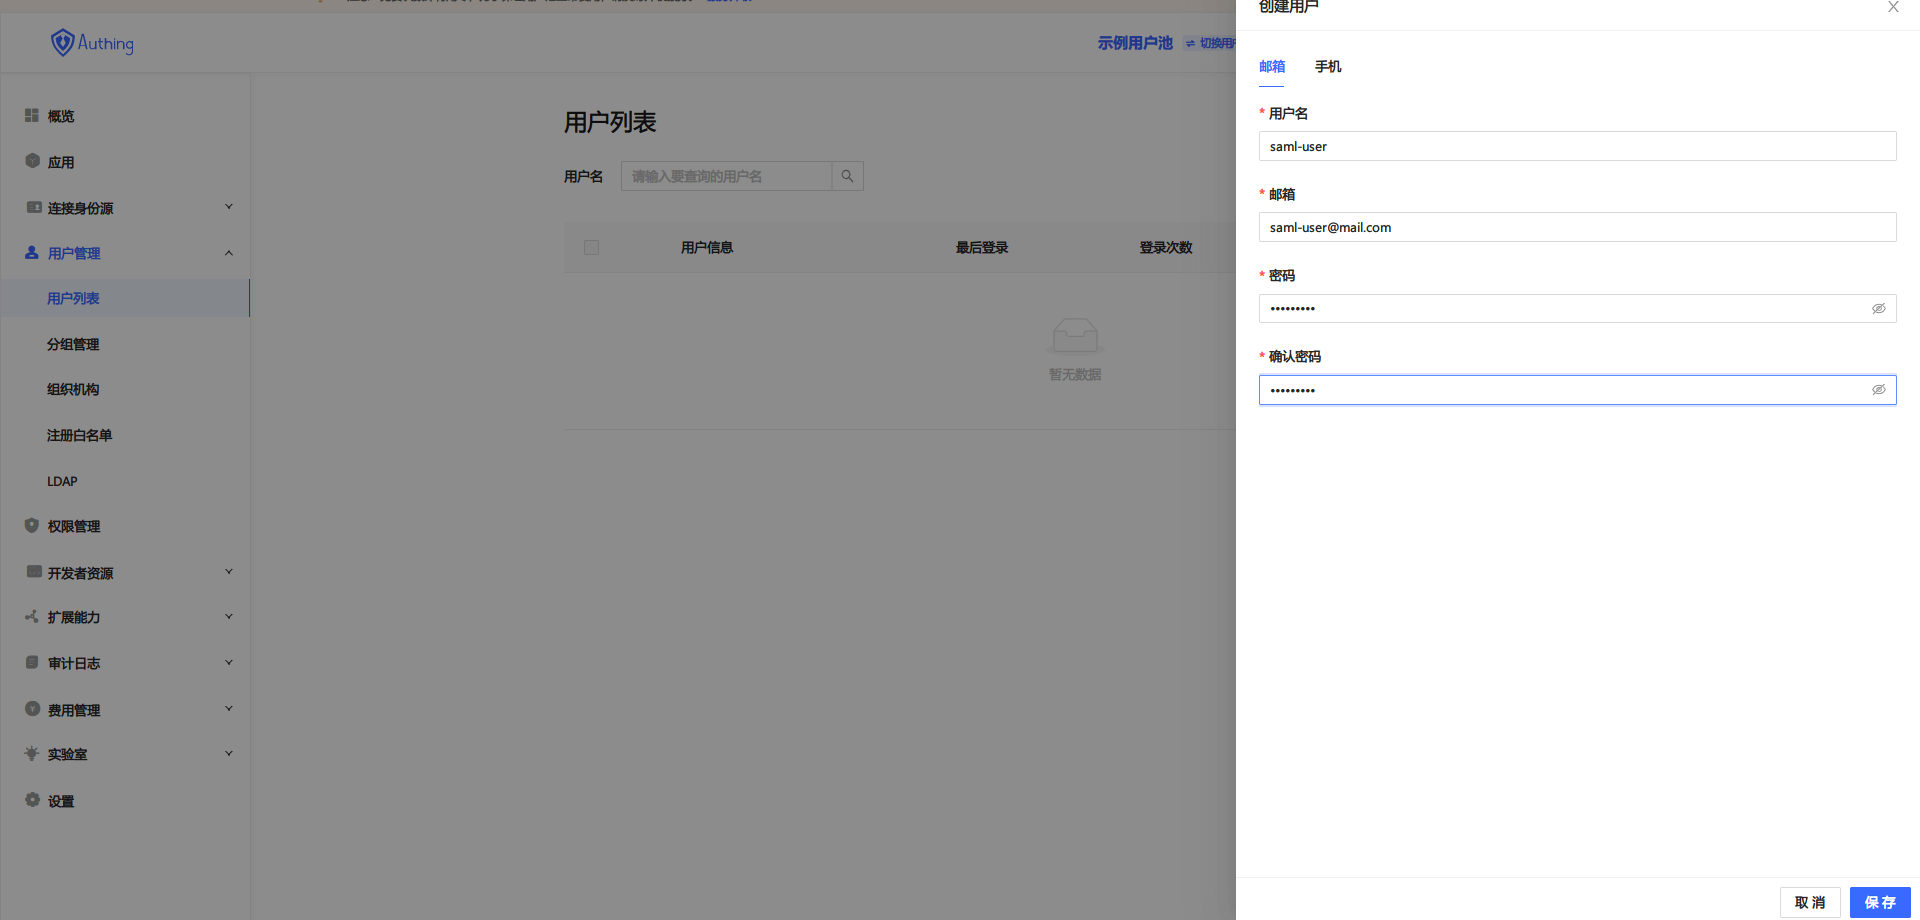 Authing
示例用户池
概览
应用
连接身份源
用户管理
用户列表
分组管理
组织机构
注册白名单
LDAP
权限管理
开发者资源
扩展能力
审计日志
费用管理
实验室
设置
用户列表
用户名 请输入要查询的用户名
用户信息 最后登录 登录次数
暂无数据
创建用户
邮箱 手机
* 用户名
saml-user
* 邮箱
saml-user@mail.com
* 密码
•••••••••
* 确认密码
•••••••••
取 消 保 存